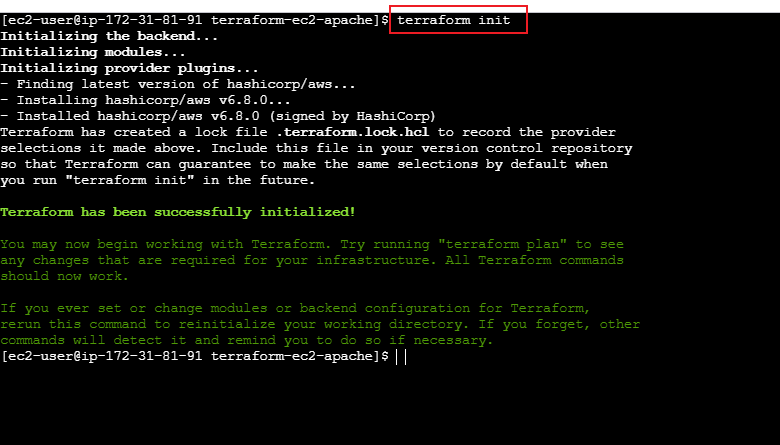 [ec2-user@ip-172-31-81-91 terraform-ec2-apache]$ terraform init
Initializing the backend...
Initializing modules...
Initializing provider plugins...
- Finding latest version of hashicorp/aws...
- Installing hashicorp/aws v6.8.0...
- Installed hashicorp/aws v6.8.0 (signed by HashiCorp)
Terraform has created a lock file .terraform.lock.hcl to record the provider
selections it made above. Include this file in your version control repository
so that Terraform can guarantee to make the same selections by default when
you run "terraform init" in the future.
Terraform has been successfully initialized!
You may now begin working with Terraform. Try running "terraform plan" to see
any changes that are required for your infrastructure. All Terraform commands
should now work.
If you ever set or change modules or backend configuration for Terraform,
rerun this command to reinitialize your working directory. If you forget, other
commands will detect it and remind you to do so if necessary.
[ec2-user@ip-172-31-81-91 terraform-ec2-apache]$